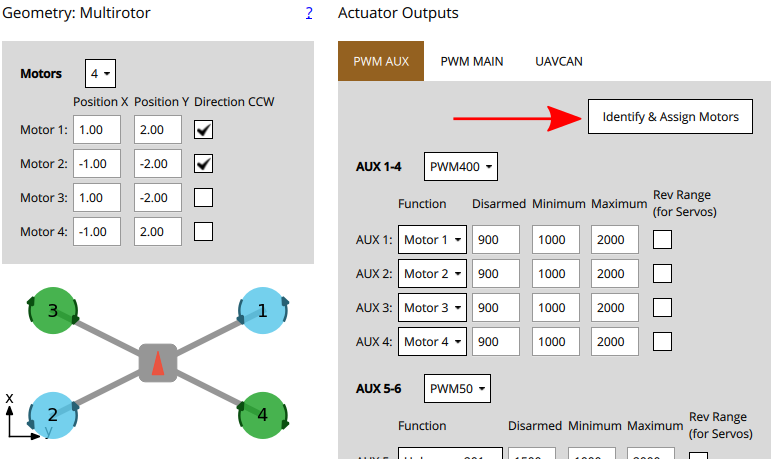 Geometry: Multirotor ?
Motors 4
Position X Position Y Direction CCW
Motor 1: 1.00 2.00
Motor 2: -1.00 -2.00
Motor 3: 1.00 -2.00
Motor 4: -1.00 2.00
3 1
2 4
x
y
Actuator Outputs
PWM AUX PWM MAIN UAVCAN
Identify & Assign Motors
AUX 1-4 PWM400
Function Disarmed Minimum Maximum Rev Range
(for Servos)
AUX 1: Motor 1 900 1000 2000
AUX 2: Motor 2 900 1000 2000
AUX 3: Motor 3 900 1000 2000
AUX 4: Motor 4 900 1000 2000
AUX 5-6 PWM50
Function Disarmed Minimum Maximum Rev Range
(for Servos)